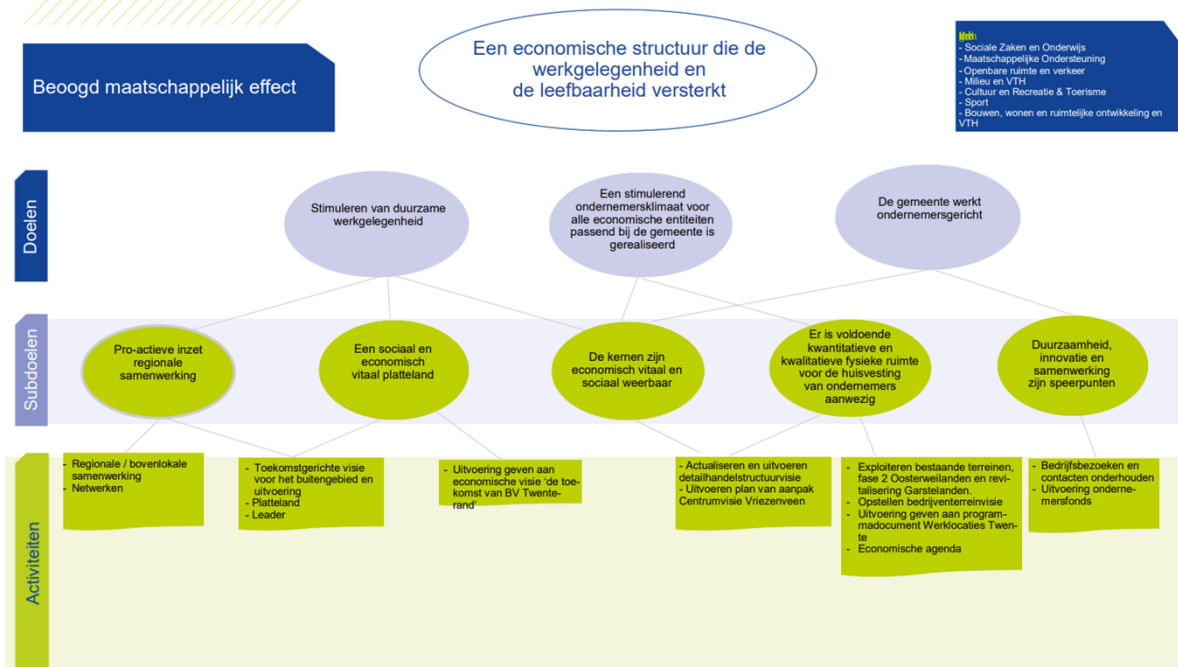 Beoogd maatschappelijk effect
Een economische structuur die de
werkgelegenheid en
de leefbaarheid versterkt
- Sociale Zaken en Onderwijs
- Maatschappelijke Ondersteuning
- Openbare ruimte en verkeer
- Milieu en VTH
- Cultuur en Recreatie & Toerisme
- Sport
- Bouwen, wonen en ruimtelijke ontwikkeling en
VTH
Doelen
Stimuleren van duurzame
werkgelegenheid
Een stimulerend
ondernemersklimaat voor
alle economische entiteiten
passend bij de gemeente is
gerealiseerd
De gemeente werkt
ondernemersgericht
Subdoelen
Pro-actieve inzet
regionale
samenwerking
Een sociaal en
economisch
vitaal platteland
De kernen zijn
economisch vitaal en
sociaal weerbaar
Er is voldoende
kwantitatieve en
kwalitatieve fysieke ruimte
voor de huisvesting
van ondernemers
aanwezig
Duurzaamheid,
innovatie en
samenwerking
zijn speerpunten
Activiteiten
- Regionale / bovenlokale
samenwerking
- Netwerken
- Toekomstgerichte visie
voor het buitengebied en
uitvoering
- Platteland
- Leader
- Uitvoering geven aan
economische visie 'de toe-
komst van BV Twente-
rand'
- Actualiseren en uitvoeren
detailhandelstructuurvisie
- Uitvoeren plan van aanpak
Centrumvisie Vriezenveen
- Exploiteren bestaande terreinen,
fase 2 Oosterweilanden en revi-
talisering Garstelanden.
- Opstellen bedrijventerreinvisie
- Uitvoering geven aan program-
madocument Werklocaties Twen-
te
- Economische agenda
- Bedrijfsbezoeken en
contacten onderhouden
- Uitvoering onderne-
mersfonds